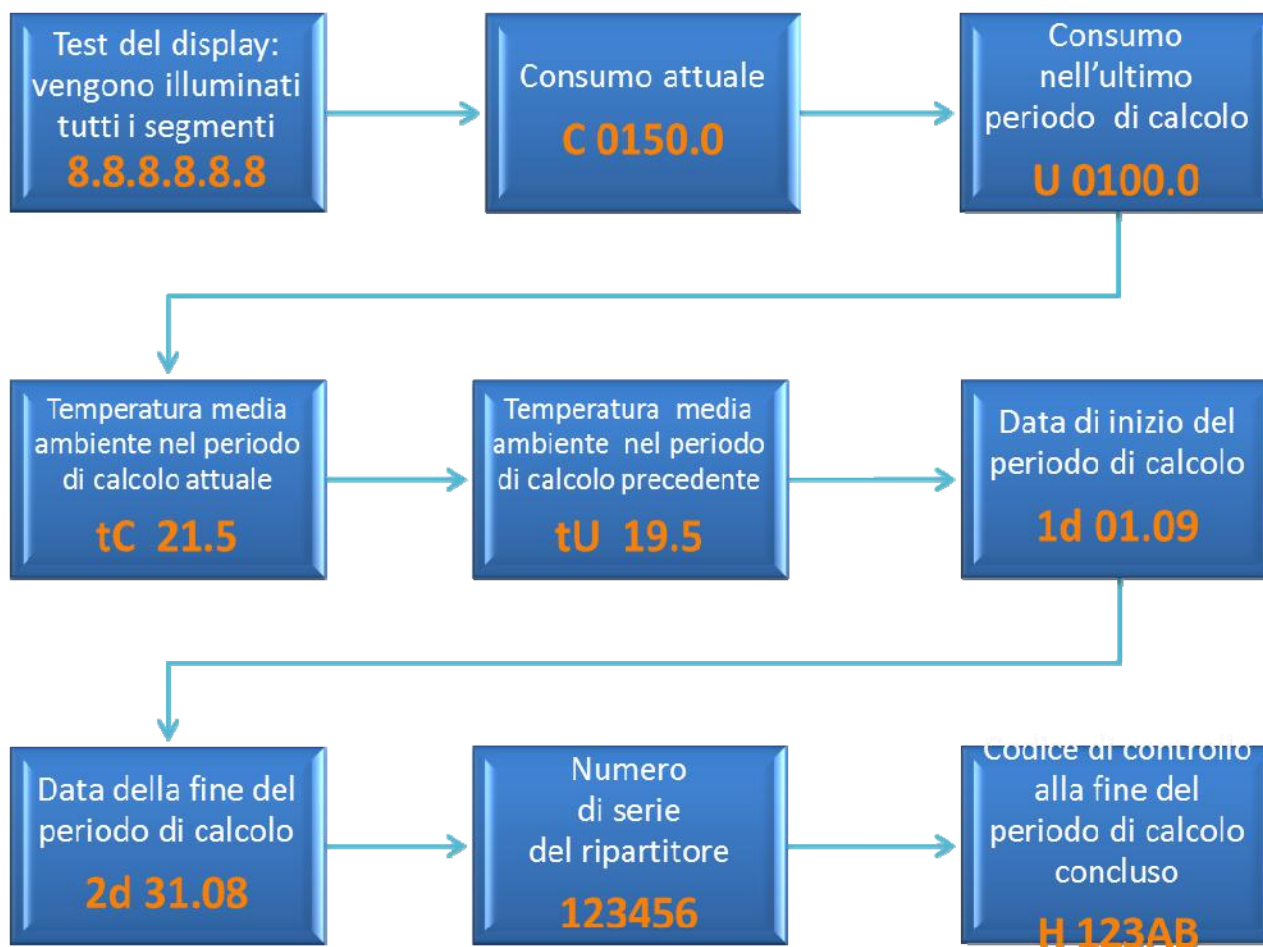 Test del display:
vengono illuminati
tutti i segmenti
8.8.8.8.8.8
Consumo attuale
C 0150.0
Consumo
nell'ultimo
periodo di calcolo
U 0100.0
Temperatura media
ambiente nel periodo
di calcolo attuale
tC 21.5
Temperatura media
ambiente nel periodo
di calcolo precedente
tU 19.5
Data di inizio del
periodo di calcolo
1d 01.09
Data della fine del
periodo di calcolo
2d 31.08
Numero
di serie
del ripartitore
123456
Codice di controllo
alla fine del
periodo di calcolo
concluso
H 123AB